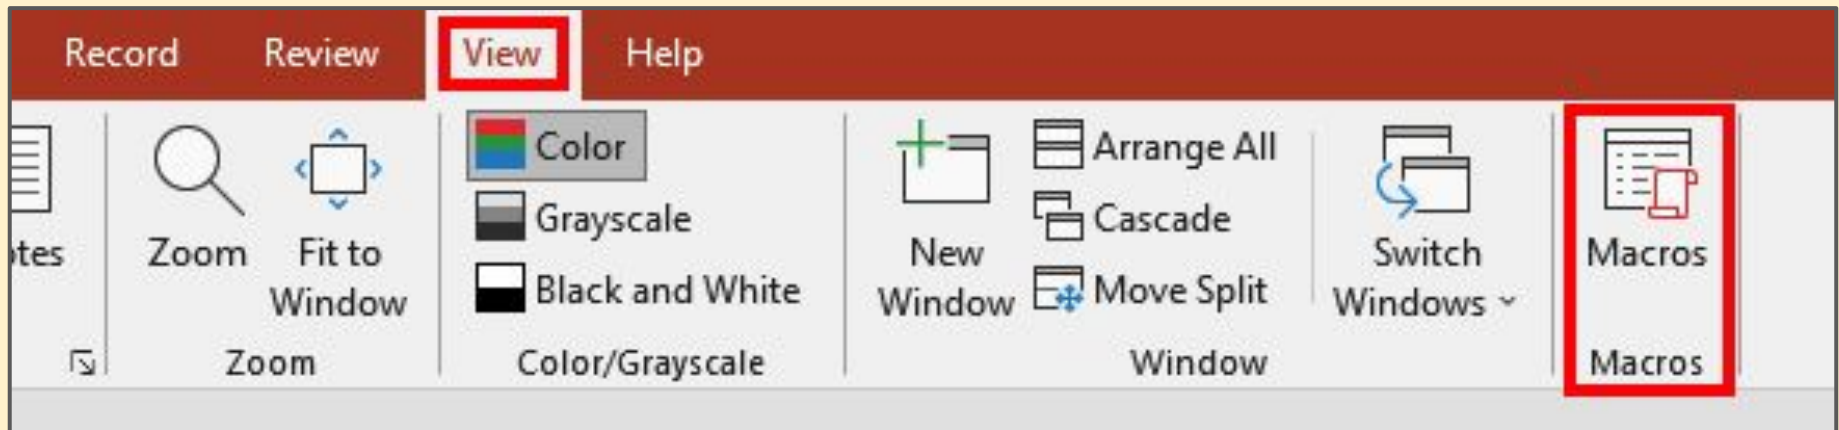 Record Review View Help
Color
Arrange All
Grayscale
Cascade
Zoom
Fit to
Window
Black and White
New
Window
Move Split
Switch
Windows
Macros
Zoom
Color/Grayscale
Window
Macros